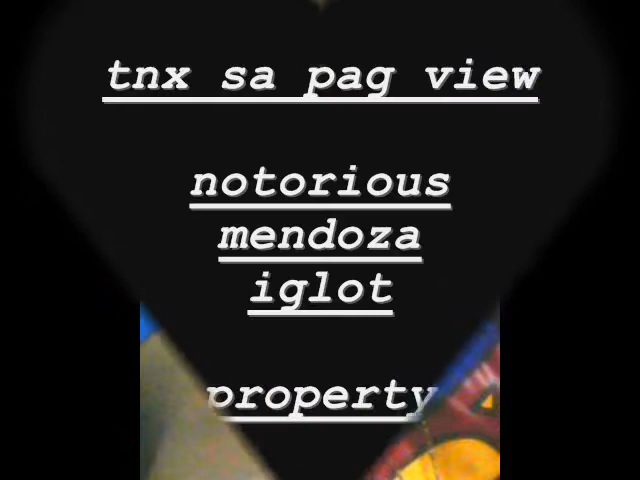 tnx sa pag view
notorious
mendoza
iglot
property